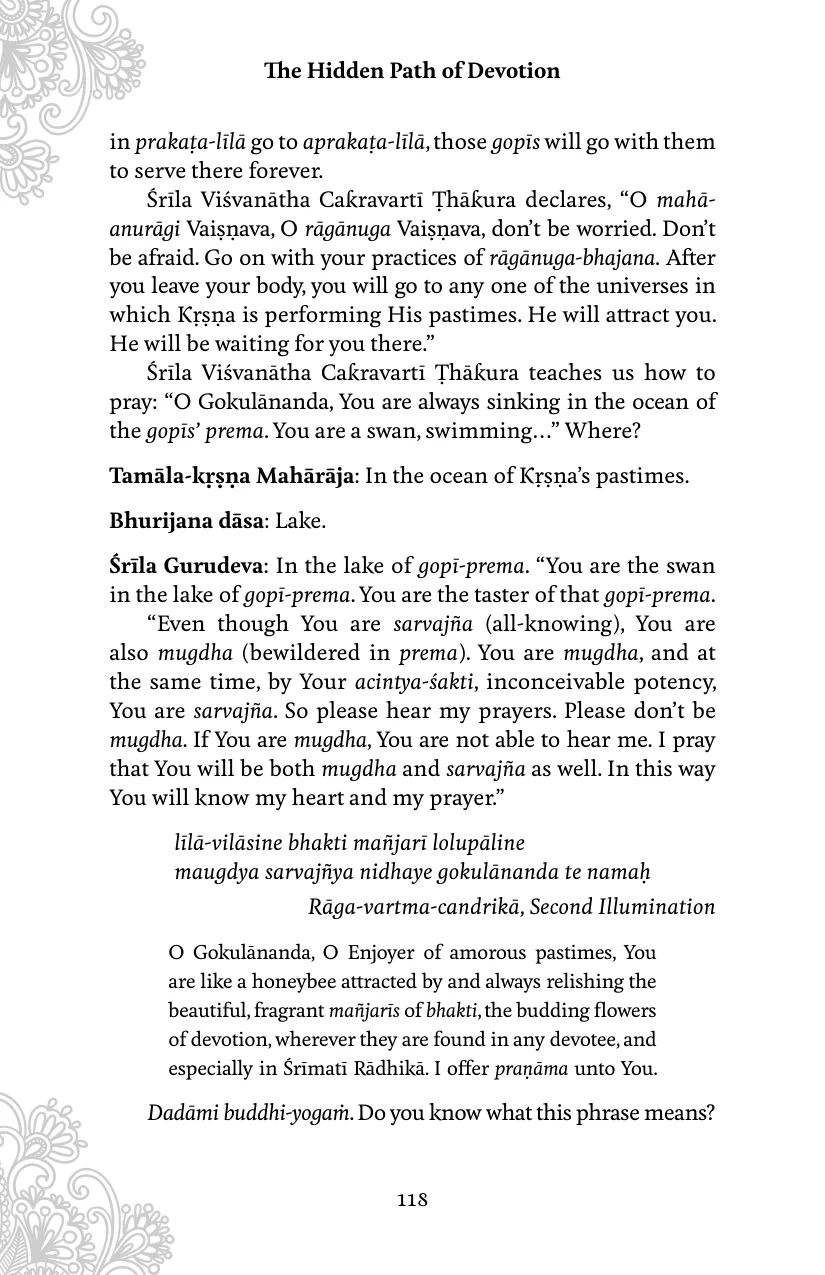 The Hidden Path of Devotion
in prakaṭa-līlā go to aprakaṭa-līlā, those gopīs will go with them
to serve there forever.
Śrīla Viśvanātha Cakravartī Ṭhākura declares, “O mahā-
anurāgi Vaiṣṇava, O rāgānuga Vaiṣṇava, don’t be worried. Don’t
be afraid. Go on with your practices of rāgānuga-bhajana. After
you leave your body, you will go to any one of the universes in
which Kṛṣṇa is performing His pastimes. He will attract you.
He will be waiting for you there.”
Śrīla Viśvanātha Cakravartī Ṭhākura teaches us how to
pray: “O Gokulānanda, You are always sinking in the ocean of
the gopīs’ prema. You are a swan, swimming…” Where?
Tamāla-kṛṣṇa Mahārāja: In the ocean of Kṛṣṇa’s pastimes.
Bhurijana dāsa: Lake.
Śrīla Gurudeva: In the lake of gopī-prema. “You are the swan
in the lake of gopī-prema. You are the taster of that gopī-prema.
“Even though You are sarvajña (all-knowing), You are
also mugdha (bewildered in prema). You are mugdha, and at
the same time, by Your acintya-śakti, inconceivable potency,
You are sarvajña. So please hear my prayers. Please don’t be
mugdha. If You are mugdha, You are not able to hear me. I pray
that You will be both mugdha and sarvajña as well. In this way
You will know my heart and my prayer.”
līlā-vilāsine bhakti mañjarī lolupāline
maugdya sarvajñya nidhaye gokulānanda te namaḥ
Rāga-vartma-candrikā, Second Illumination
O Gokulānanda, O Enjoyer of amorous pastimes, You
are like a honeybee attracted by and always relishing the
beautiful, fragrant mañjarīs of bhakti, the budding flowers
of devotion, wherever they are found in any devotee, and
especially in Śrīmatī Rādhikā. I offer praṇāma unto You.
Dadāmi buddhi-yogaṁ. Do you know what this phrase means?
118